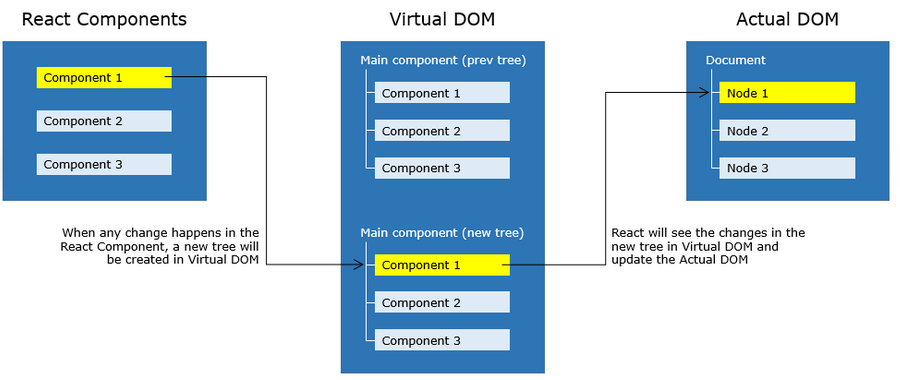 React Components
Virtual DOM
Actual DOM
Component 1
Component 2
Component 3
When any change happens in the
React Component, a new tree will
be created in Virtual DOM
Main component (prev tree)
Component 1
Component 2
Component 3
Main component (new tree)
Component 1
Component 2
Component 3
Document
Node 1
Node 2
Node 3
React will see the changes in the
new tree in Virtual DOM and
update the Actual DOM